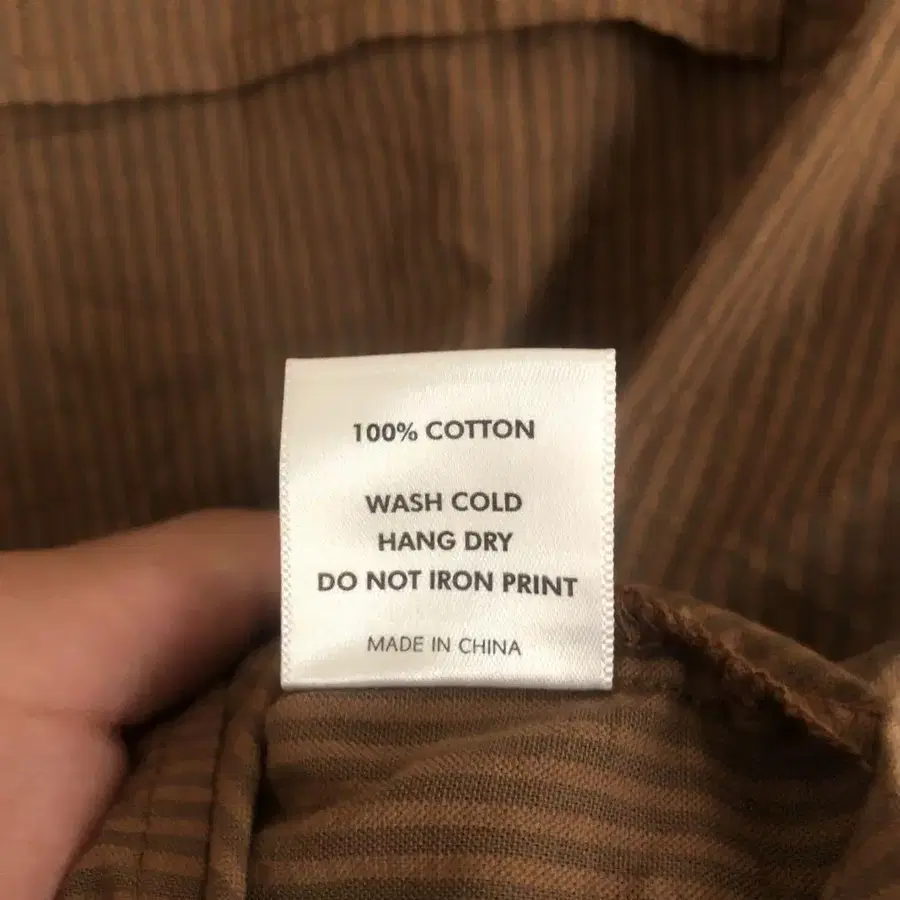 100% COTTON
WASH COLD
HANG DRY
DO NOT IRON PRINT
MADE IN CHINA